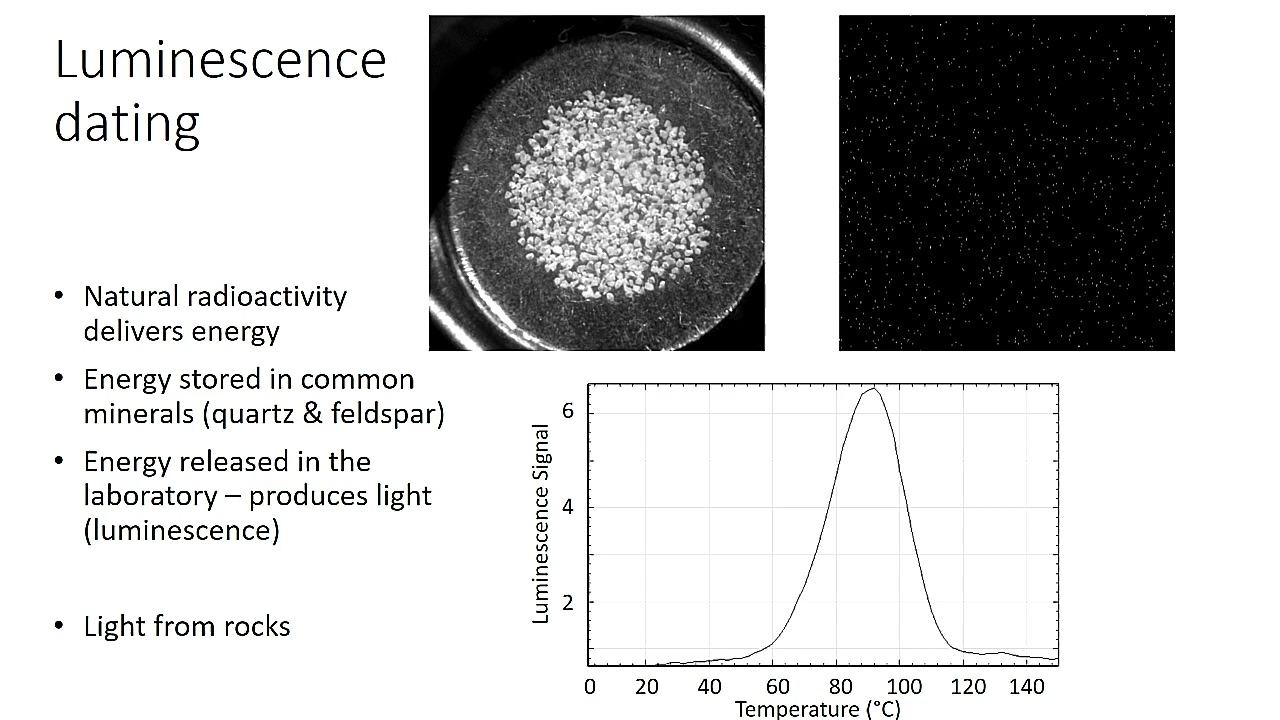 Luminescence
dating
• Natural radioactivity
delivers energy
• Energy stored in common
minerals (quartz & feldspar)
• Energy released in the
laboratory – produces light
(luminescence)
• Light from rocks
Luminescence Signal
6
4
2
0 20 40 60 80 100 120 140
Temperature (°C)